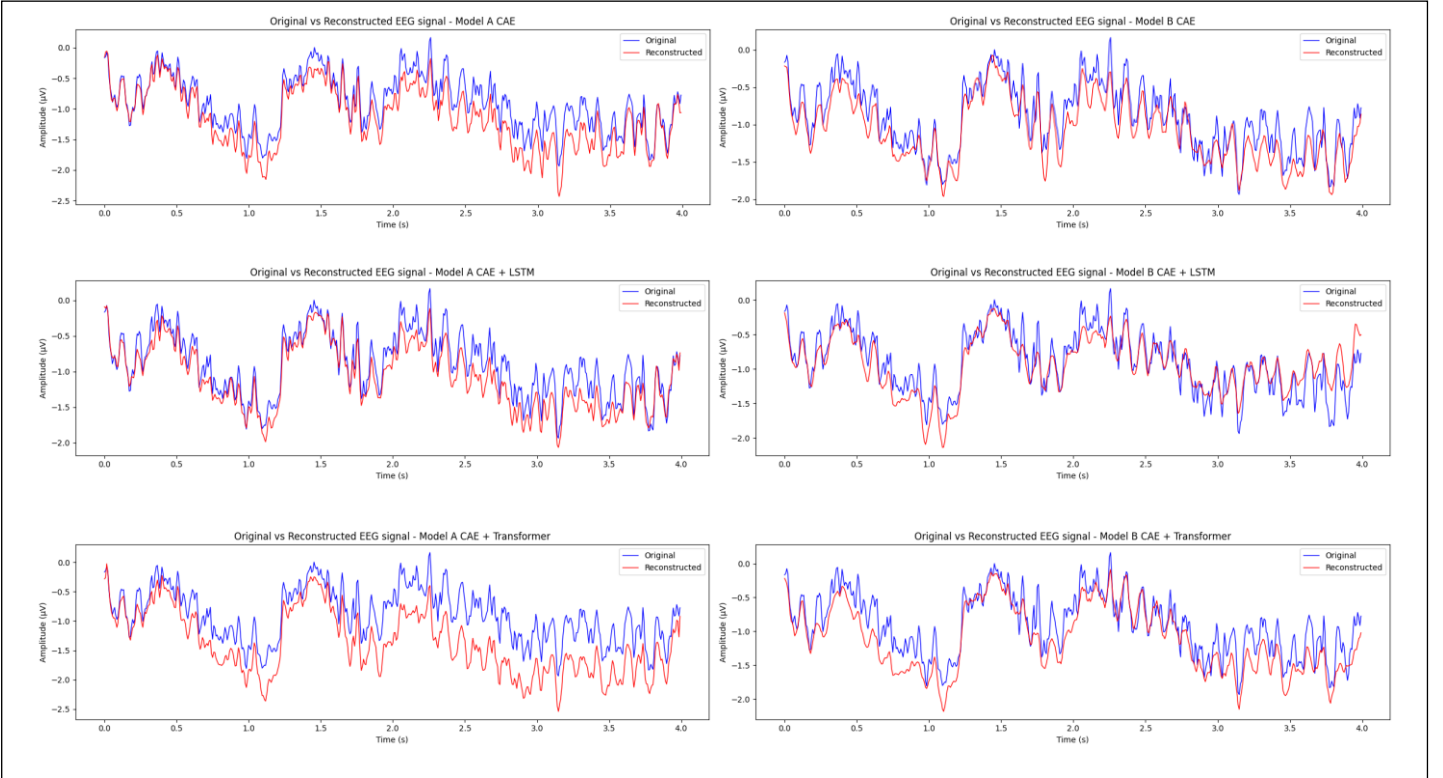 Original vs Reconstructed EEG signal - Model A CAE
Original
Reconstructed
Amplitude (µV)
0.0
−0.5
−1.0
−1.5
−2.0
−2.5
0.0 0.5 1.0 1.5 2.0 2.5 3.0 3.5 4.0
Time (s)
Original vs Reconstructed EEG signal - Model B CAE
Original
Reconstructed
Amplitude (µV)
0.0
−0.5
−1.0
−1.5
−2.0
0.0 0.5 1.0 1.5 2.0 2.5 3.0 3.5 4.0
Time (s)
Original vs Reconstructed EEG signal - Model A CAE + LSTM
Original
Reconstructed
Amplitude (µV)
0.0
−0.5
−1.0
−1.5
−2.0
0.0 0.5 1.0 1.5 2.0 2.5 3.0 3.5 4.0
Time (s)
Original vs Reconstructed EEG signal - Model B CAE + LSTM
Original
Reconstructed
Amplitude (µV)
0.0
−0.5
−1.0
−1.5
−2.0
0.0 0.5 1.0 1.5 2.0 2.5 3.0 3.5 4.0
Time (s)
Original vs Reconstructed EEG signal - Model A CAE + Transformer
Original
Reconstructed
Amplitude (µV)
0.0
−0.5
−1.0
−1.5
−2.0
−2.5
0.0 0.5 1.0 1.5 2.0 2.5 3.0 3.5 4.0
Time (s)
Original vs Reconstructed EEG signal - Model B CAE + Transformer
Original
Reconstructed
Amplitude (µV)
0.0
−0.5
−1.0
−1.5
−2.0
0.0 0.5 1.0 1.5 2.0 2.5 3.0 3.5 4.0
Time (s)